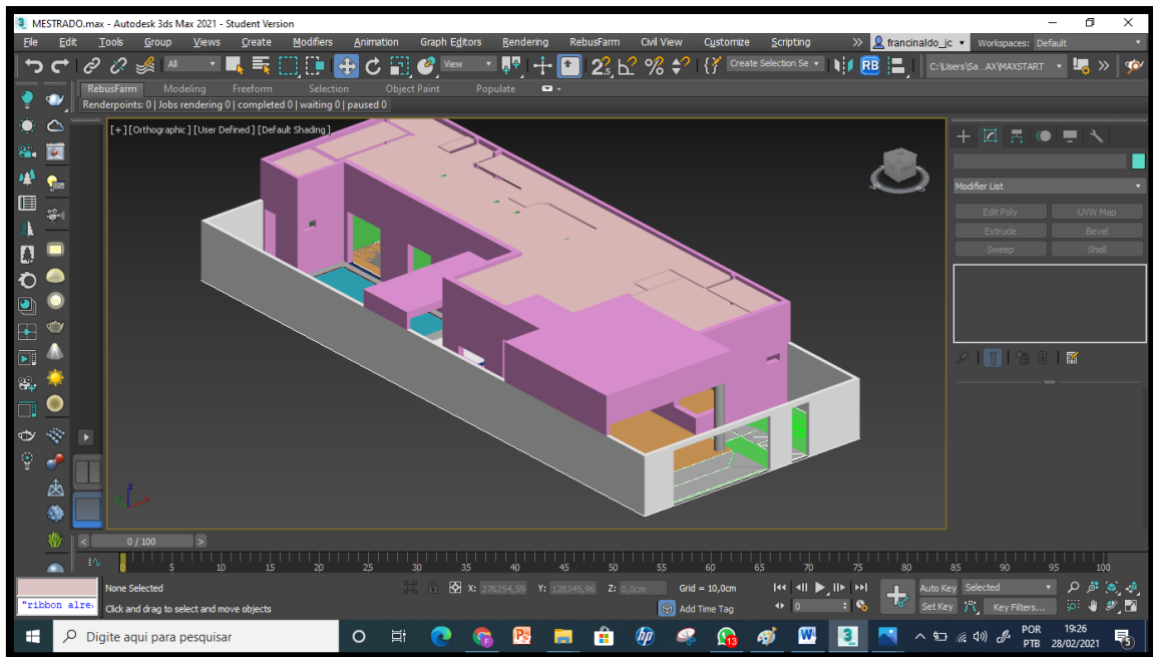 3 MESTRADO.max - Autodesk 3ds Max 2021 - Student Version
File Edit Tools Group Views Create Modifiers Animation Graph Editors Rendering RebusFarm Civil View Customize Scripting >> francinaldo_jc Workspaces: Default
All View Create Selection Se RB C:\Users\Sa...AX\MAXSTART >>
RebusFarm Modeling Freeform Selection Object Paint Populate
Renderpoints: 0 | Jobs rendering 0 | completed 0 | waiting 0 | paused 0
[+] [Orthographic] [User Defined] [Default Shading]
Modifier List
Edit Poly UVW Map
Extrude Bevel
Sweep Shell
z
x
< 0 / 100 >
0 5 10 15 20 25 30 35 40 45 50 55 60 65 70 75 80 85 90 95 100
None Selected X: 276254,59 Y: 128345,96 Z: 0,0cm Grid = 10,0cm Auto Key Selected
"ribbon alre Click and drag to select and move objects Add Time Tag 0 Set Key Key Filters...
Digite aqui para pesquisar 13 W 3 POR 19:26
PTB 28/02/2021 5